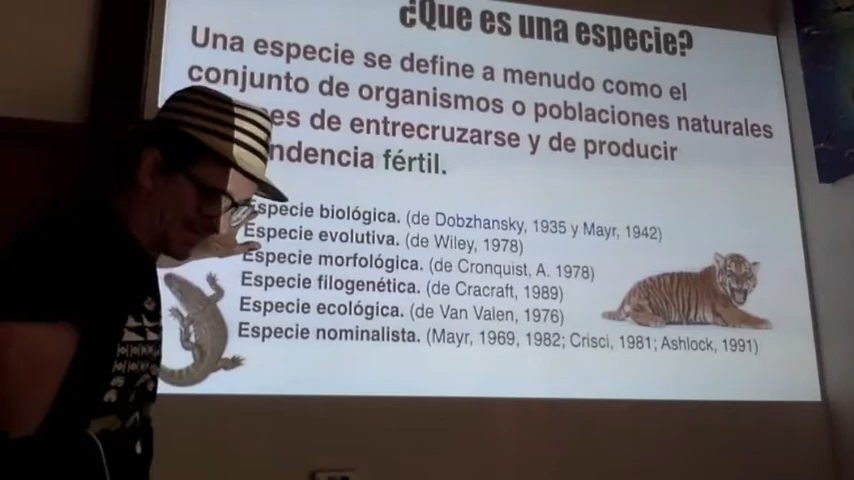 ¿Que es una especie?
Una especie se define a menudo como el
conjunto de organismos o poblaciones naturales
de entrecruzarse y de producir
fértil.
Especie biológica. (de Dobzhansky, 1935 y Mayr, 1942)
Especie evolutiva. (de Wiley, 1978)
Especie morfológica. (de Cronquist, A. 1978)
Especie filogenética. (de Cracraft, 1989)
Especie ecológica. (de Van Valen, 1976)
Especie nominalista. (Mayr, 1969, 1982; Crisci, 1981; Ashlock, 1991)